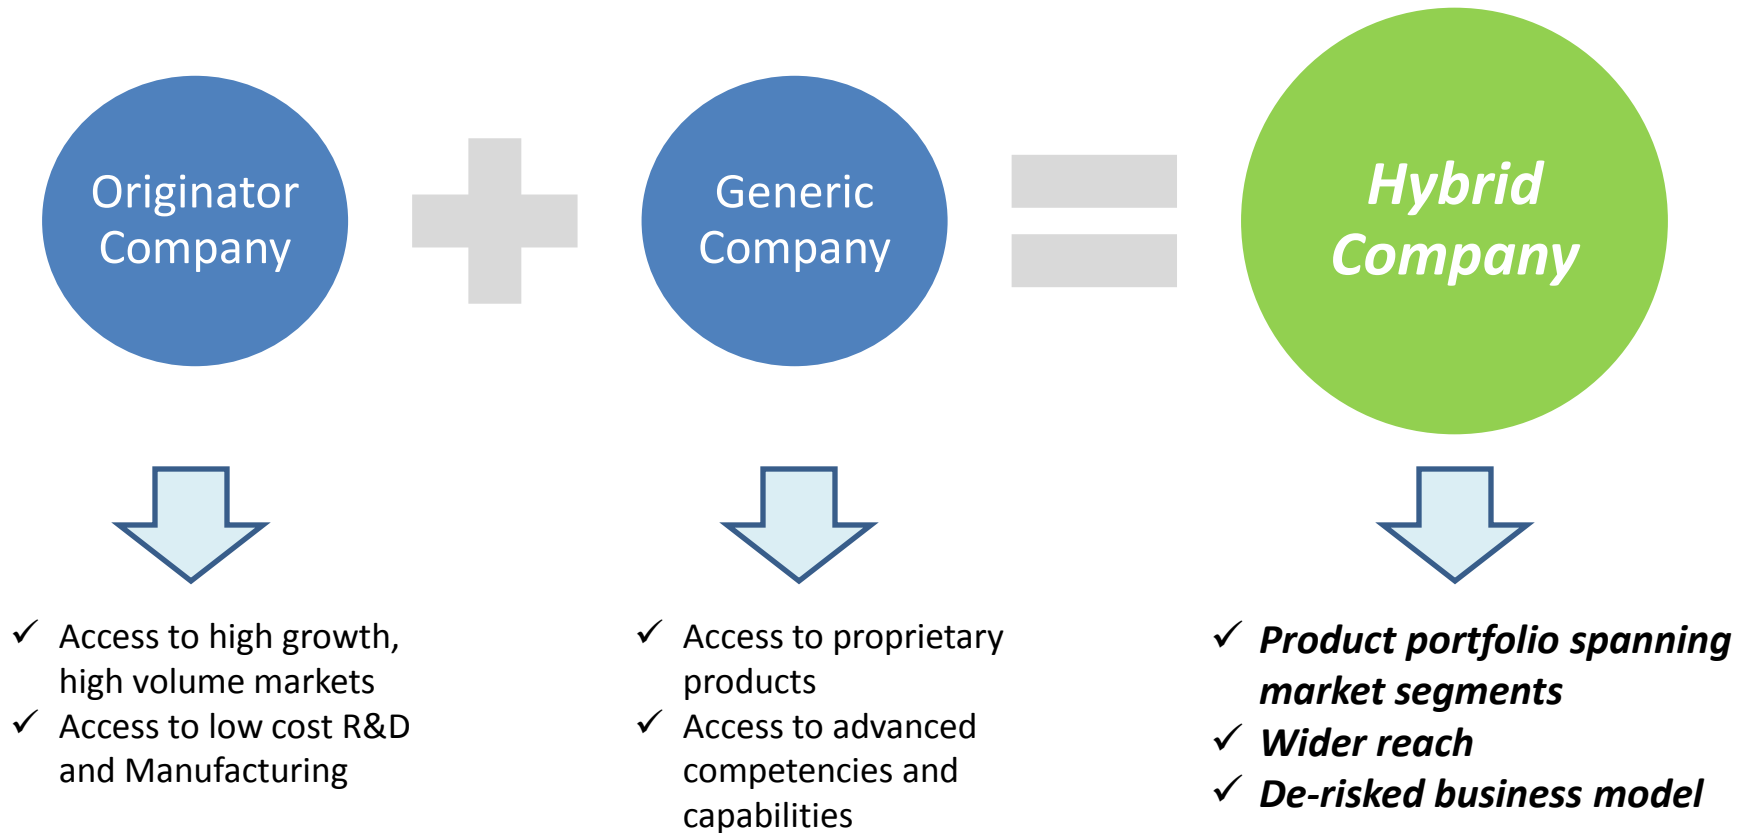 Originator
Company
Generic
Company
Hybrid
Company
✓ Access to high growth,
high volume markets
✓ Access to low cost R&D
and Manufacturing
✓ Access to proprietary
products
✓ Access to advanced
competencies and
capabilities
✓ Product portfolio spanning
market segments
✓ Wider reach
✓ De-risked business model